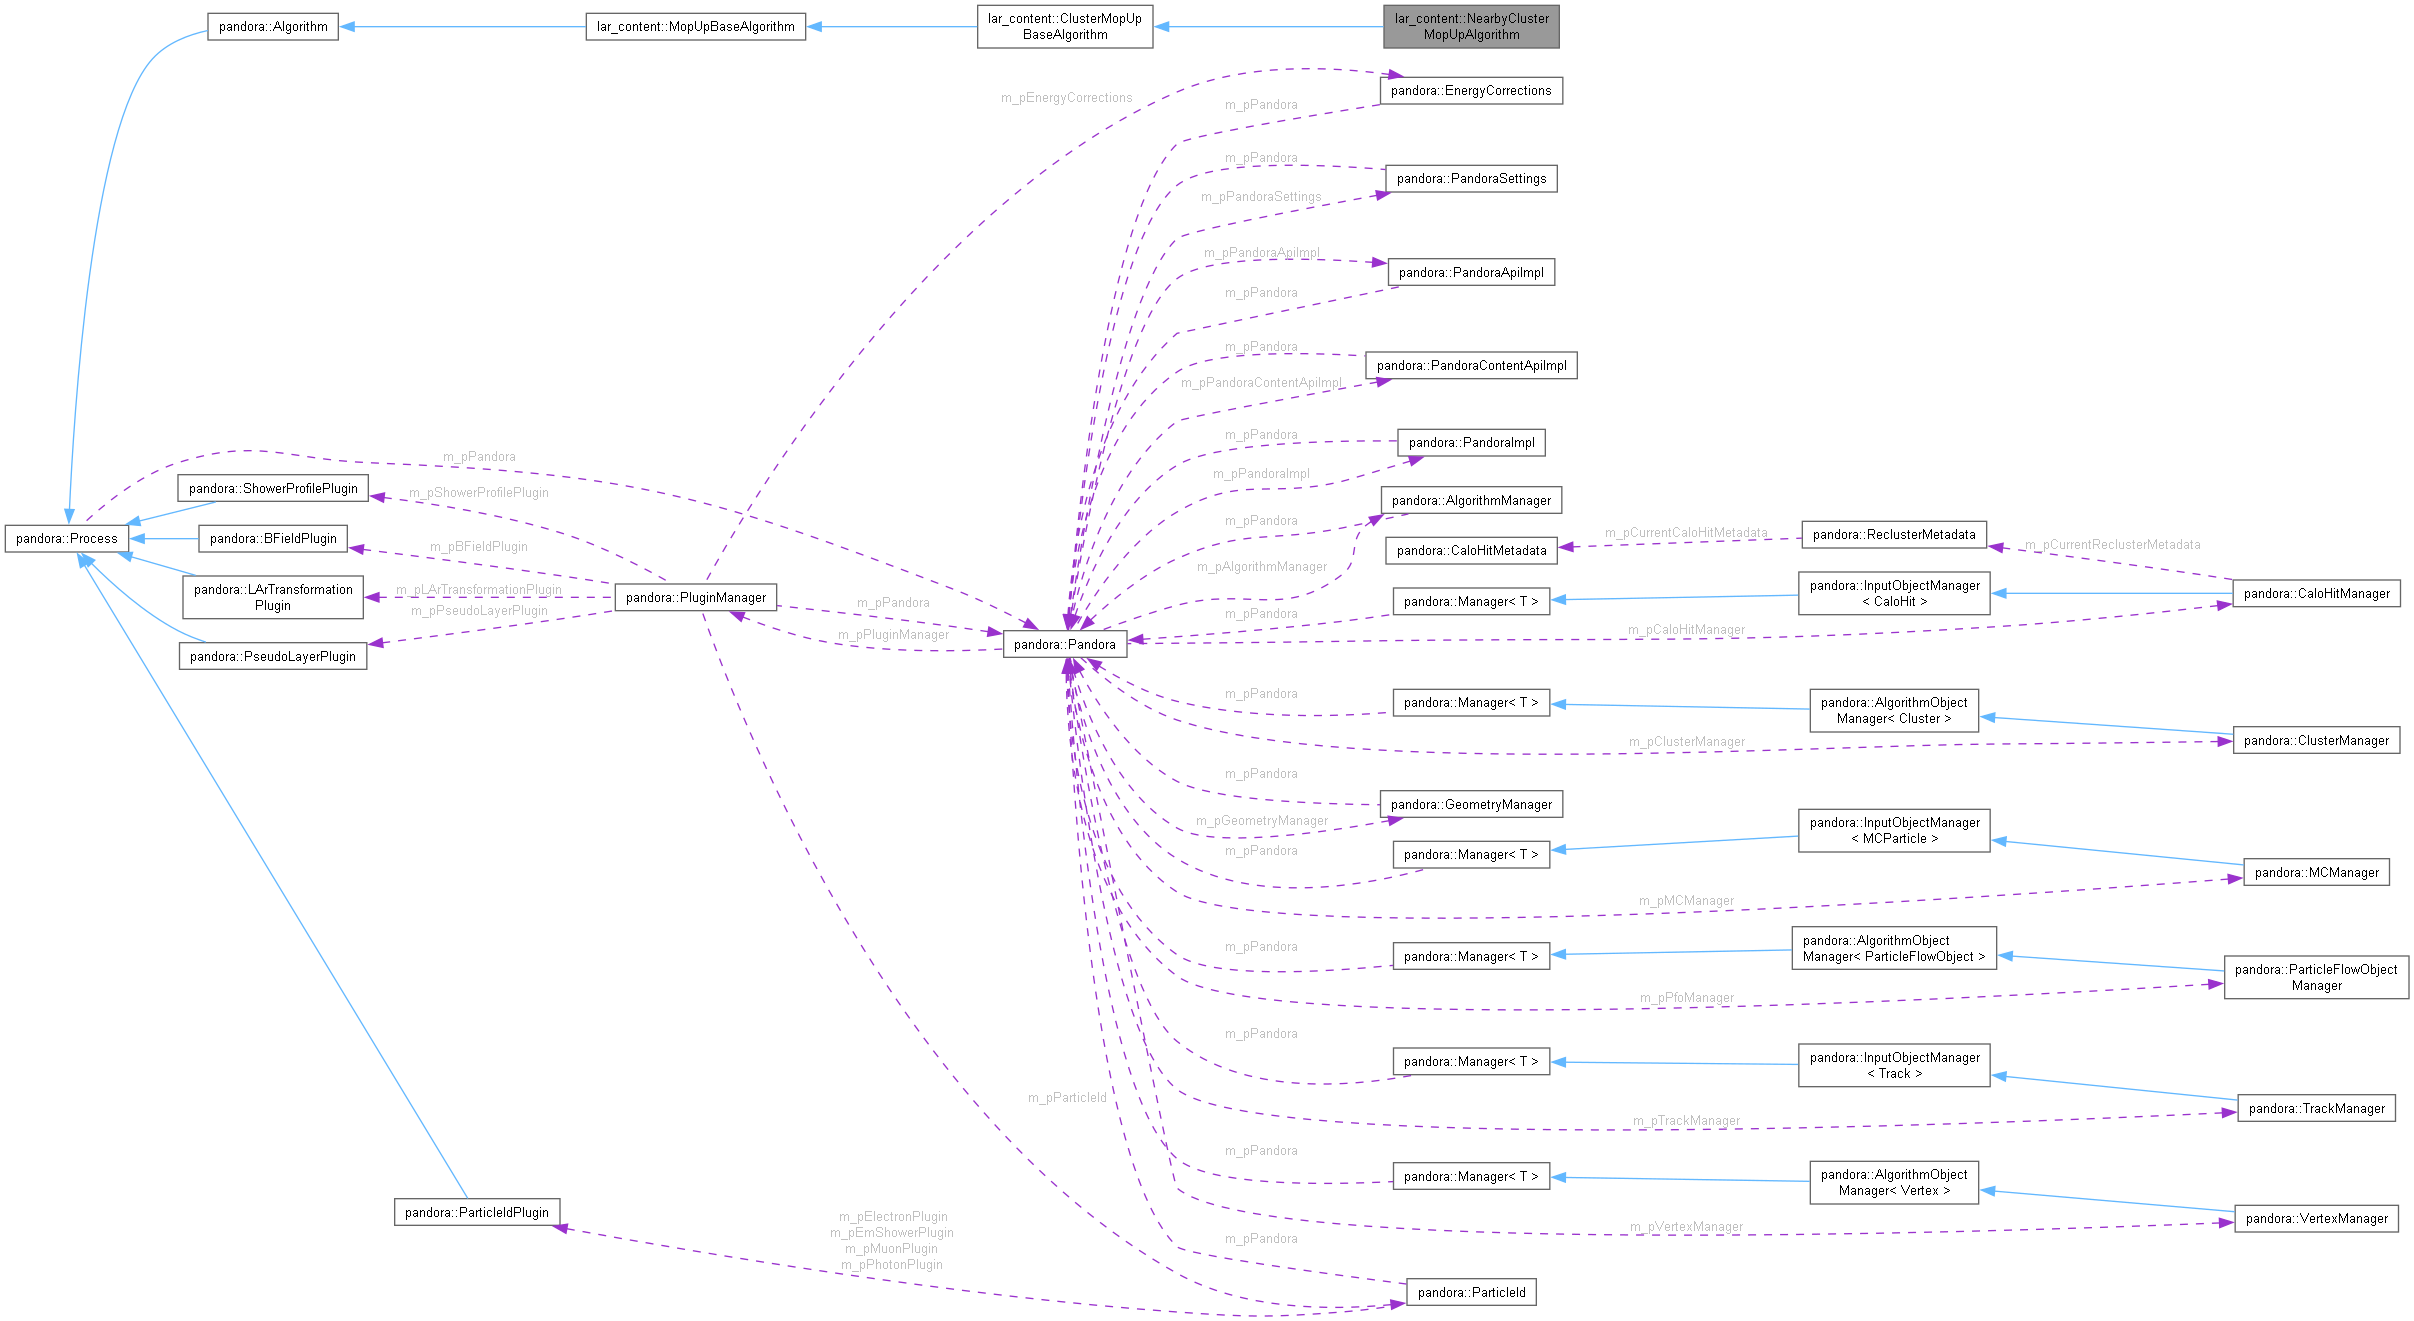 pandora::Algorithm
lar_content::MopUpBaseAlgorithm
lar_content::ClusterMopUp
BaseAlgorithm
lar_content::NearbyCluster
MopUpAlgorithm
pandora::EnergyCorrections
m_pEnergyCorrections
m_pPandora
m_pPandora
pandora::PandoraSettings
m_pPandoraSettings
m_pPandoraApiImpl
pandora::PandoraApiImpl
m_pPandora
m_pPandora
pandora::PandoraContentApiImpl
m_pPandoraContentApiImpl
m_pPandora
pandora::PandoraImpl
m_pPandora
m_pPandoraImpl
pandora::ShowerProfilePlugin
m_pShowerProfilePlugin
pandora::AlgorithmManager
m_pPandora
pandora::Process
pandora::BFieldPlugin
m_pBFieldPlugin
pandora::CaloHitMetadata
m_pCurrentCaloHitMetadata
pandora::ReclusterMetadata
m_pCurrentReclusterMetadata
m_pAlgorithmManager
pandora::LArTransformation
Plugin
m_pLArTransformationPlugin
m_pPseudoLayerPlugin
pandora::PluginManager
m_pPandora
m_pPandora
pandora::Manager< T >
pandora::InputObjectManager
< CaloHit >
pandora::CaloHitManager
m_pCaloHitManager
m_pPluginManager
pandora::Pandora
pandora::PseudoLayerPlugin
m_pPandora
pandora::Manager< T >
pandora::AlgorithmObject
Manager< Cluster >
m_pClusterManager
pandora::ClusterManager
m_pPandora
pandora::GeometryManager
m_pGeometryManager
m_pPandora
pandora::Manager< T >
pandora::InputObjectManager
< MCParticle >
pandora::MCManager
m_pMCManager
m_pPandora
pandora::Manager< T >
pandora::AlgorithmObject
Manager< ParticleFlowObject >
pandora::ParticleFlowObject
Manager
m_pPfoManager
m_pPandora
pandora::Manager< T >
pandora::InputObjectManager
< Track >
m_pParticleId
pandora::TrackManager
m_pTrackManager
m_pPandora
pandora::Manager< T >
pandora::AlgorithmObject
Manager< Vertex >
pandora::VertexManager
m_pVertexManager
pandora::ParticleIdPlugin
m_pElectronPlugin
m_pEmShowerPlugin
m_pMuonPlugin
m_pPhotonPlugin
m_pPandora
pandora::ParticleId